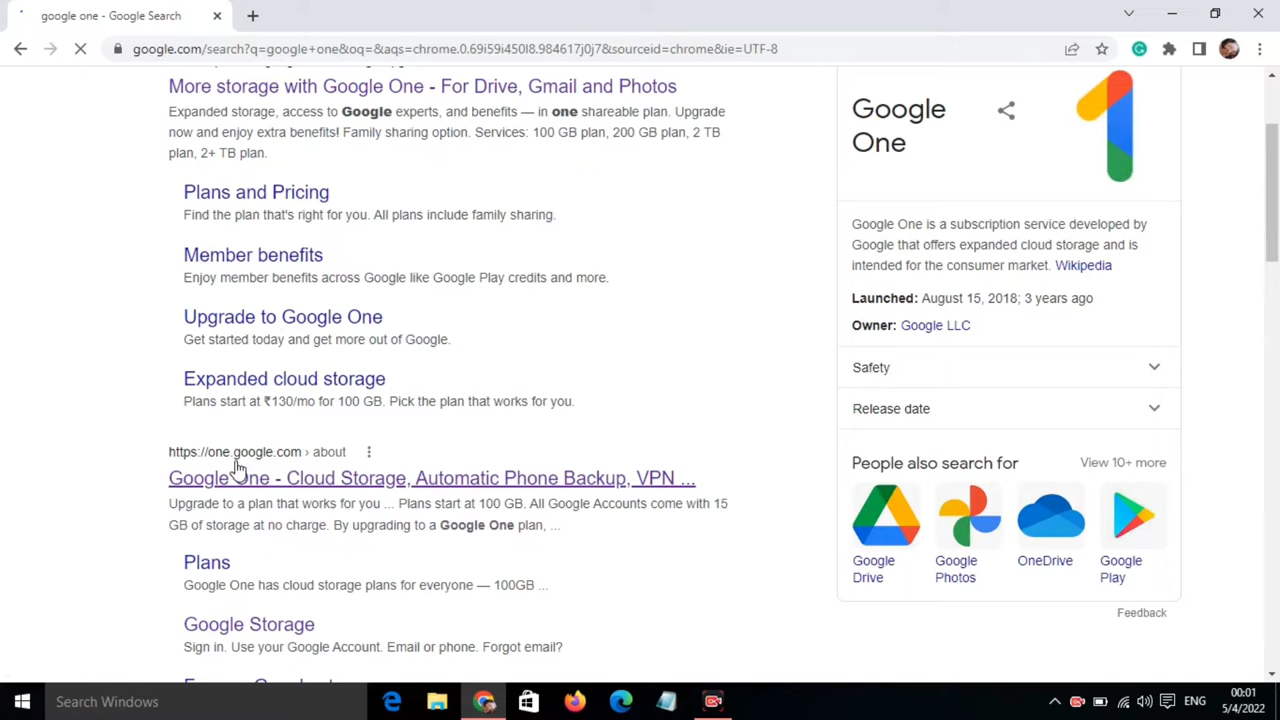 google one - Google Search
google.com/search?q=google+one&oq=&aqs=chrome.0.69i59i450l8.984617j0j7&sourceid=chrome&ie=UTF-8
More storage with Google One - For Drive, Gmail and Photos
Expanded storage, access to Google experts, and benefits — in one shareable plan. Upgrade
now and enjoy extra benefits! Family sharing option. Services: 100 GB plan, 200 GB plan, 2 TB
plan, 2+ TB plan.
Plans and Pricing
Find the plan that's right for you. All plans include family sharing.
Member benefits
Enjoy member benefits across Google like Google Play credits and more.
Upgrade to Google One
Get started today and get more out of Google.
Expanded cloud storage
Plans start at ₹130/mo for 100 GB. Pick the plan that works for you.
https://one.google.com › about
Google One - Cloud Storage, Automatic Phone Backup, VPN ...
Upgrade to a plan that works for you ... Plans start at 100 GB. All Google Accounts come with 15
GB of storage at no charge. By upgrading to a Google One plan, ...
Plans
Google One has cloud storage plans for everyone — 100GB ...
Google Storage
Sign in. Use your Google Account. Email or phone. Forgot email?
Google
One
Google One is a subscription service developed by
Google that offers expanded cloud storage and is
intended for the consumer market. Wikipedia
Launched: August 15, 2018; 3 years ago
Owner: Google LLC
Safety
Release date
People also search for
View 10+ more
Google
Drive
Google
Photos
OneDrive
Google
Play
Feedback
Search Windows
ENG
00:01
5/4/2022